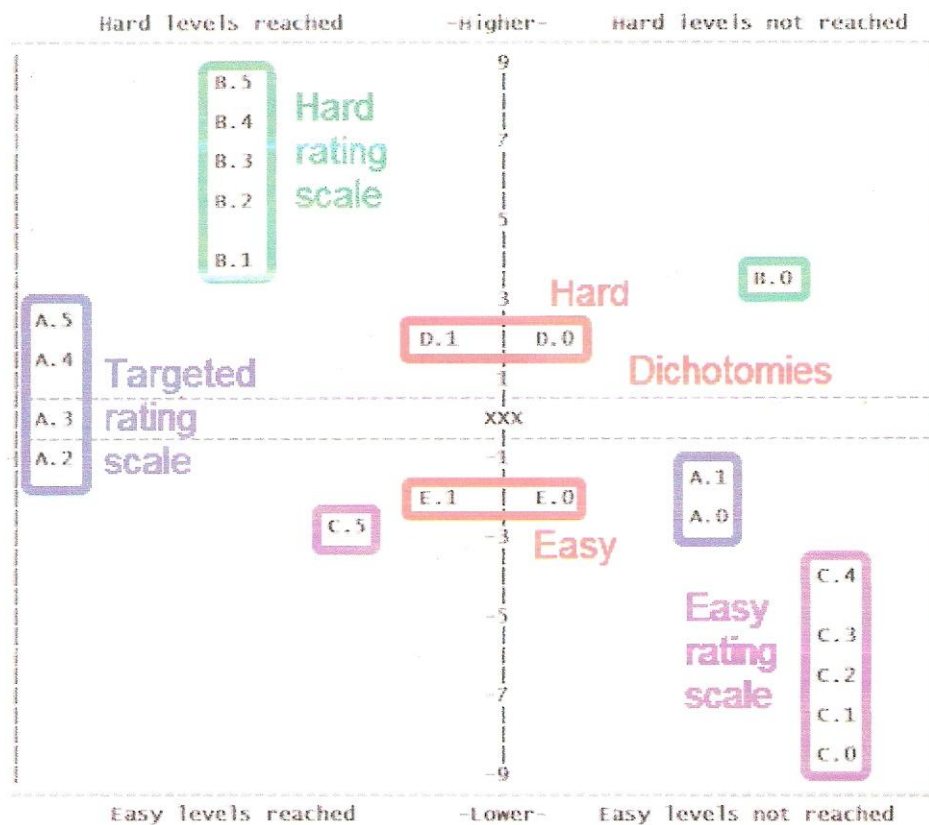 Hard levels reached -Higher- Hard levels not reached
9
B.5
Hard rating scale
B.4
7
B.3
B.2
5
B.1
B.0
3
Hard
A.5
D.1 D.0
A.4
Targeted rating scale
1
Dichotomies
A.3 XXX
A.2 -1
A.1
E.1 E.0
A.0
C.5
-3
Easy
C.4
-5
Easy rating scale
C.3
C.2
-7
C.1
C.0
-9
Easy levels reached -Lower- Easy levels not reached